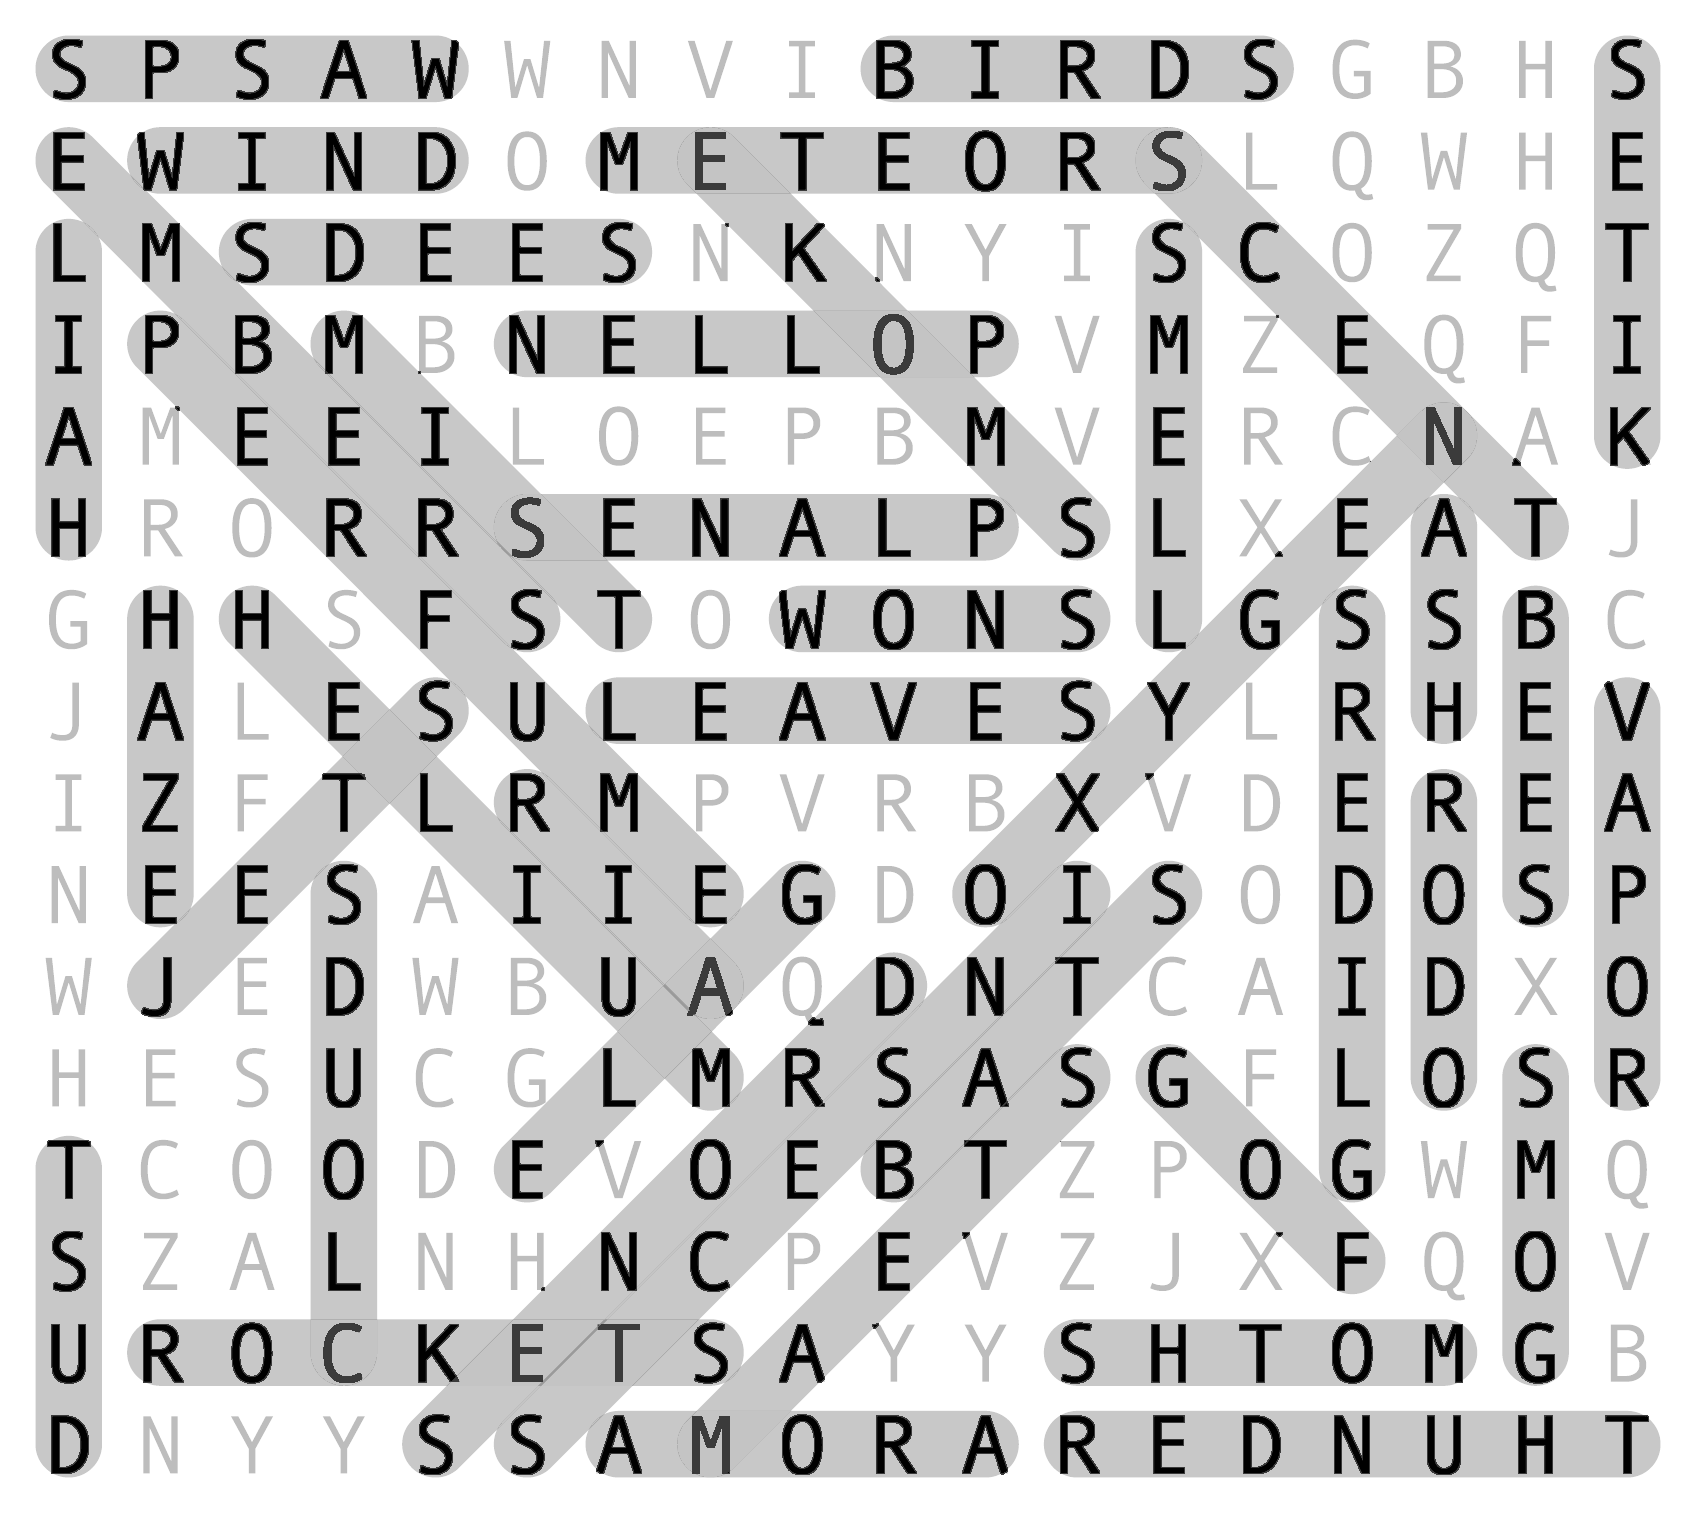 S P S A W W N V I B I R D S G B H S
E W I N D O M E T E O R S L Q W H E
L M S D E E S N K N Y I S C O Z Q T
I P B M B N E L L O P V M Z E Q F I
A M E E I L O E P B M V E R C N A K
H R O R R S E N A L P S L X E A T J
G H H S F S T O W O N S L G S S B C
J A L E S U L E A V E S Y L R H E V
I Z F T L R M P V R B X V D E R E A
N E E S A I I E G D O I S O D O S P
W J E D W B U A Q D N T C A I D X O
H E S U C G L M R S A S G F L O S R
T C O O D E V O E B T Z P O G W M Q
S Z A L N H N C P E V Z J X F Q O V
U R O C K E T S A Y Y S H T O M G B
D N Y Y S S A M O R A R E D N U H T